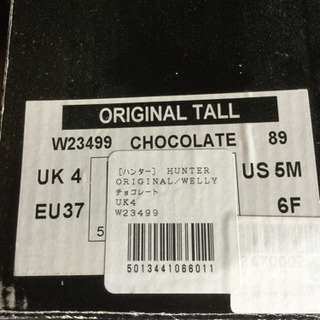 ORIGINAL TALL
W23499 CHOCOLATE 89
UK 4
US 5M
EU37
6F
5
[ハンター] HUNTER
ORIGINAL/WELLY
チョコレート
UK4
W23499
5013441066011